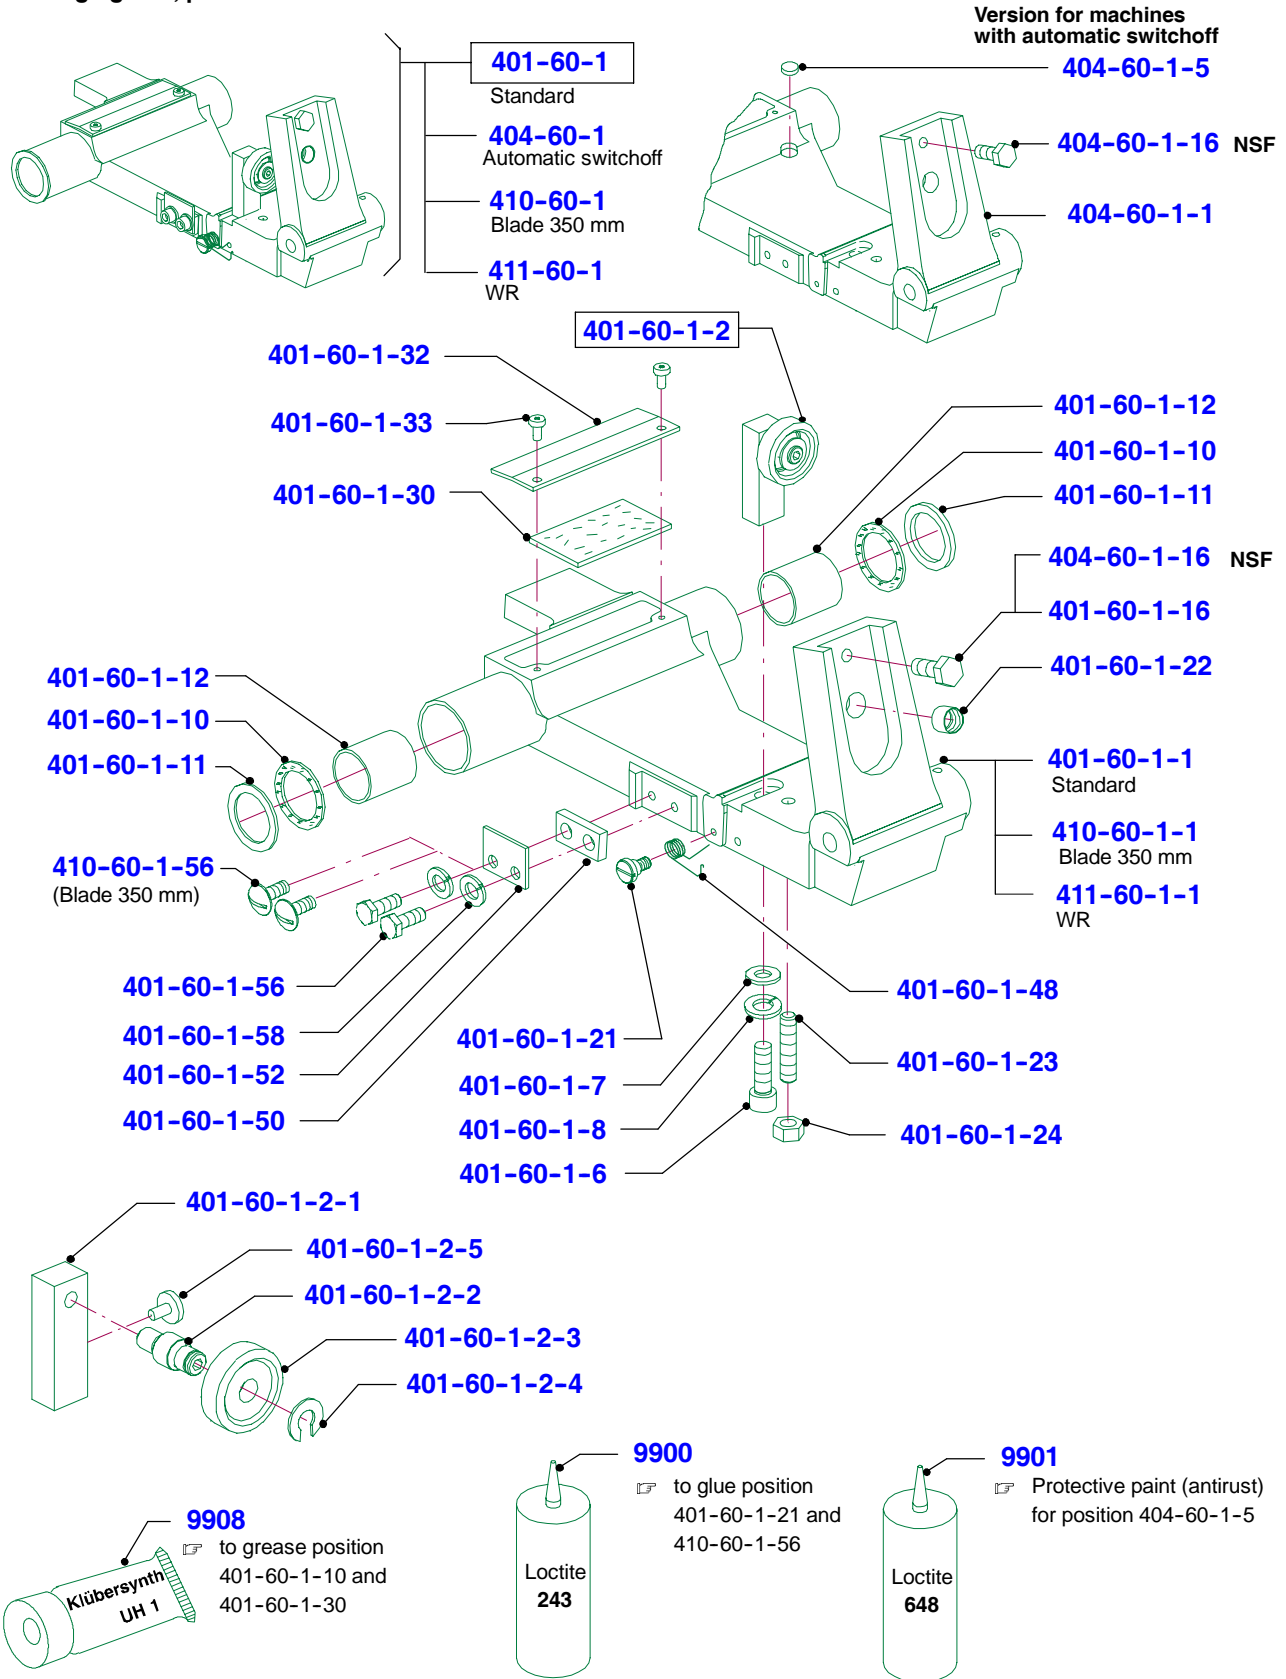 Version for machines
with automatic switchoff
401-60-1
Standard
404-60-1
Automatic switchoff
410-60-1
Blade 350 mm
411-60-1
WR
404-60-1-5
404-60-1-16 NSF
404-60-1-1
401-60-1-2
401-60-1-32
401-60-1-33
401-60-1-30
401-60-1-12
401-60-1-10
401-60-1-11
404-60-1-16 NSF
401-60-1-16
401-60-1-22
401-60-1-12
401-60-1-10
401-60-1-11
401-60-1-1
Standard
410-60-1-1
Blade 350 mm
411-60-1-1
WR
410-60-1-56
(Blade 350 mm)
401-60-1-56
401-60-1-58
401-60-1-52
401-60-1-50
401-60-1-21
401-60-1-7
401-60-1-8
401-60-1-6
401-60-1-48
401-60-1-23
401-60-1-24
401-60-1-2-1
401-60-1-2-5
401-60-1-2-2
401-60-1-2-3
401-60-1-2-4
9908
☞ to grease position
401-60-1-10 and
401-60-1-30
Klübersynth
UH 1
9900
☞ to glue position
401-60-1-21 and
410-60-1-56
Loctite
243
9901
☞ Protective paint (antirust)
for position 404-60-1-5
Loctite
648